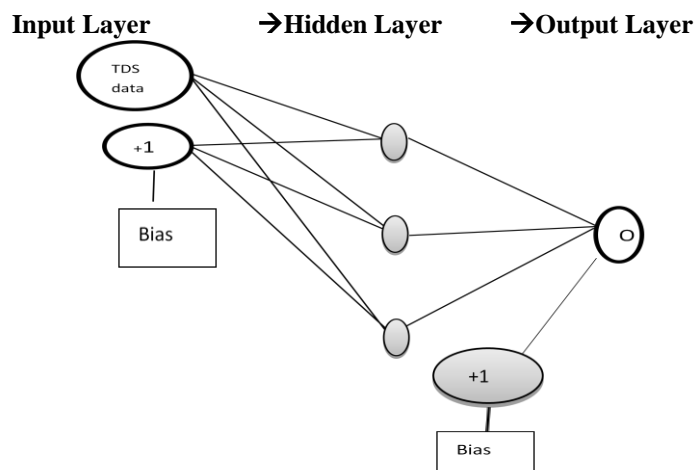 Input Layer →Hidden Layer →Output Layer
TDS
data
+1
Bias
O
+1
Bias